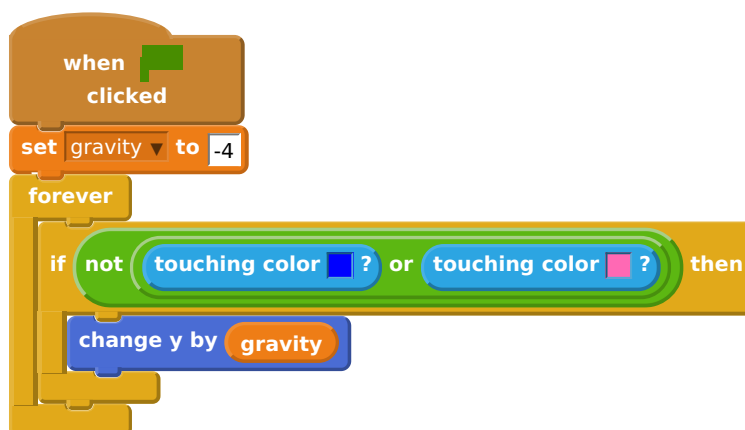 when
clicked
set gravity ▼ to -4
forever
if not touching color ? or touching color ? then
change y by gravity